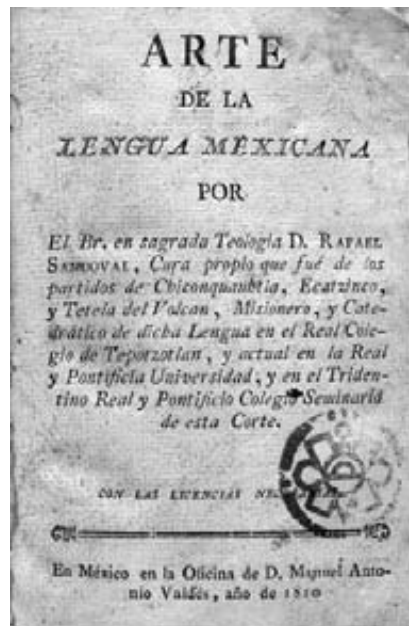 ARTE
DE LA
LENGUA MEXICANA
POR
El Br. en sagrada Teologia D. RAFAEL
SANDOVAL, Cura propio que fué de los
partidos de Chiconquauhtla, Ecatzinco,
y Tetela del Volcan, Misionero, y Cate-
drático de dicha Lengua en el Real Cole-
gio de Tepotzotlan, y actual en la Real
y Pontificia Universidad, y en el Triden-
tino Real y Pontificio Colegio Seminario
de esta Corte.
CON LAS LICENCIAS
En México en la Oficina de D. Manuel Anto-
nio Valdés, año de 1810